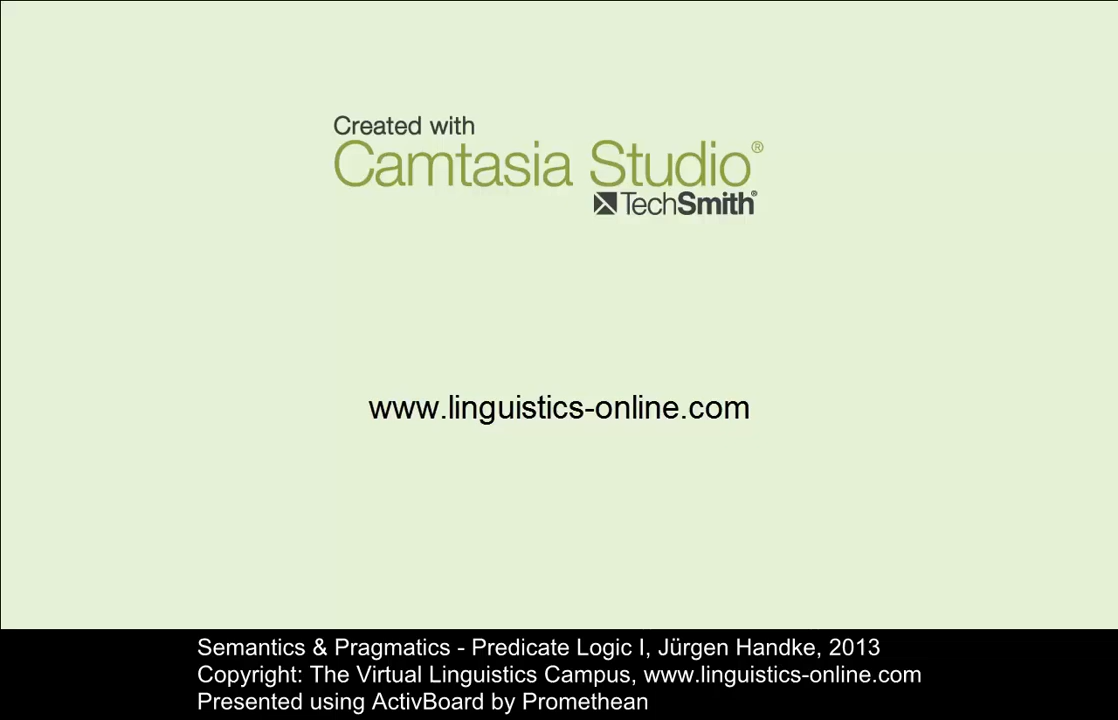 Created with
Camtasia Studio®
TechSmith®
www.linguistics-online.com
Semantics & Pragmatics - Predicate Logic I, Jürgen Handke, 2013
Copyright: The Virtual Linguistics Campus, www.linguistics-online.com
Presented using ActivBoard by Promethean